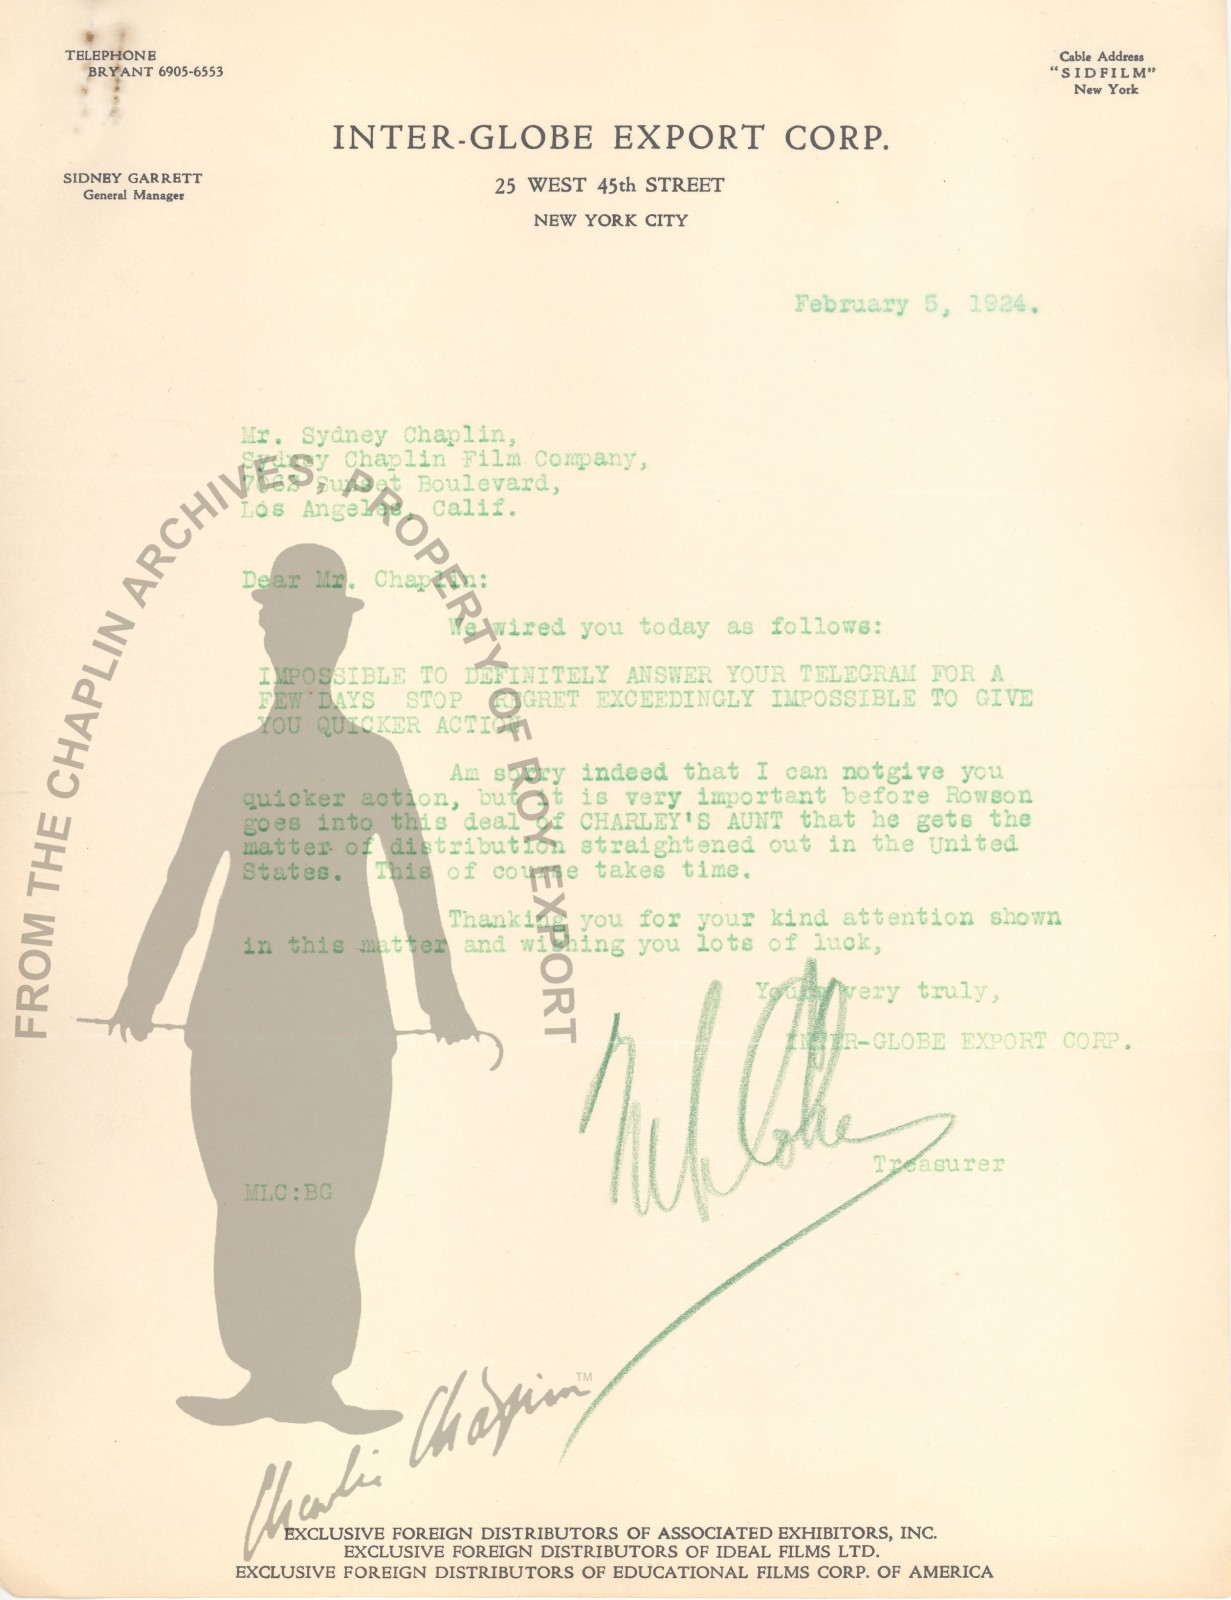 TELEPHONE
BRYANT 6905-6553
Cable Address
"SIDFILM"
New York
INTER-GLOBE EXPORT CORP.
SIDNEY GARRETT
General Manager
25 WEST 45th STREET
NEW YORK CITY
February 5, 1924.
Mr. Sydney Chaplin,
Sydney Chaplin Film Company,
Sunset Boulevard,
Los Angeles, Calif.
Dear Mr. Chaplin:
We wired you today as follows:
IMPOSSIBLE TO DEFINITELY ANSWER YOUR TELEGRAM FOR A
FEW DAYS STOP REGRET EXCEEDINGLY IMPOSSIBLE TO GIVE
YOU QUICKER ACTION
Am sorry indeed that I can notgive you
quicker action, but it is very important before Rowson
goes into this deal of CHARLEY'S AUNT that he gets the
matter of distribution straightened out in the United
States. This of course takes time.
Thanking you for your kind attention shown
in this matter and wishing you lots of luck,
Yours very truly,
INTER-GLOBE EXPORT CORP.
Treasurer
MLC:BG
FROM THE CHAPLIN ARCHIVES, PROPERTY OF ROY EXPORT
Charlie Chaplin™
EXCLUSIVE FOREIGN DISTRIBUTORS OF ASSOCIATED EXHIBITORS, INC.
EXCLUSIVE FOREIGN DISTRIBUTORS OF IDEAL FILMS LTD.
EXCLUSIVE FOREIGN DISTRIBUTORS OF EDUCATIONAL FILMS CORP. OF AMERICA